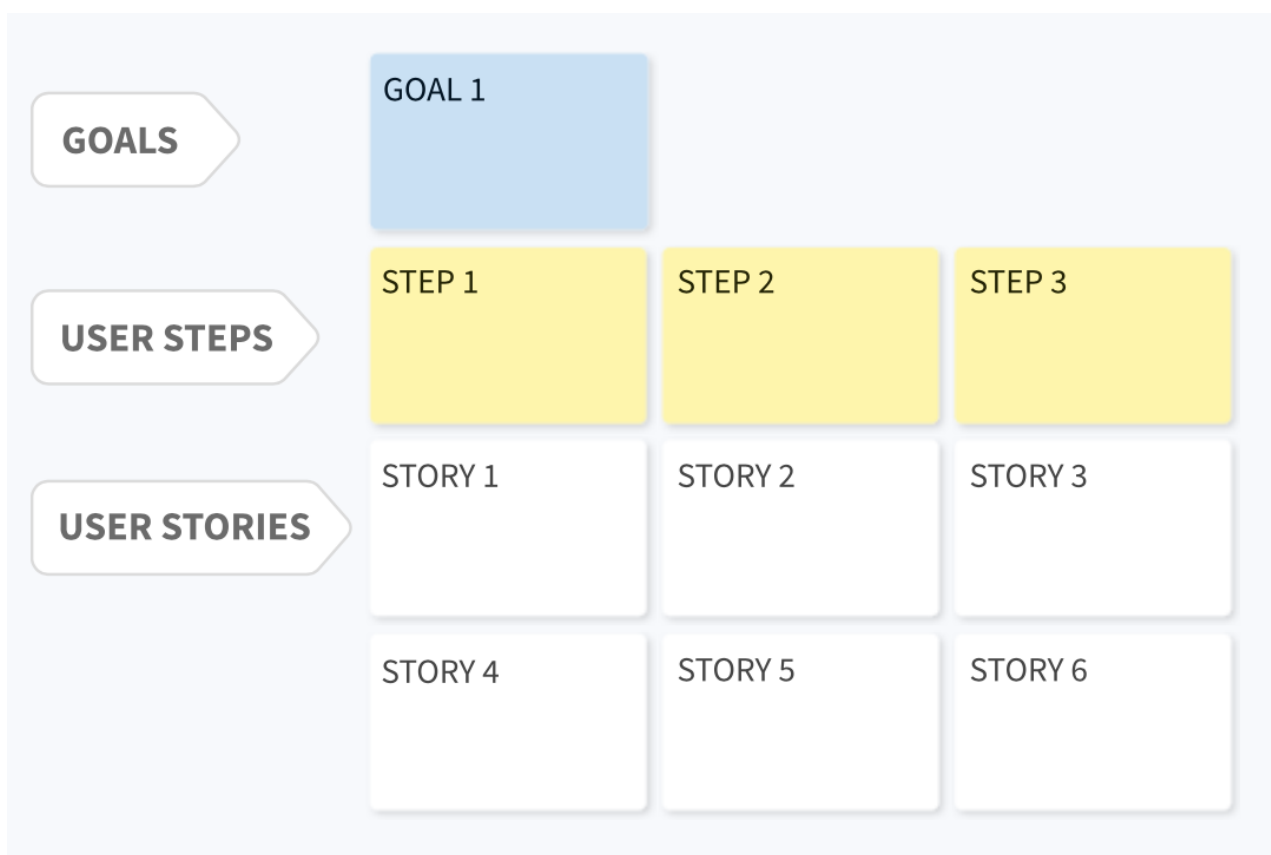 GOALS
GOAL 1
USER STEPS
STEP 1
STEP 2
STEP 3
USER STORIES
STORY 1
STORY 2
STORY 3
STORY 4
STORY 5
STORY 6